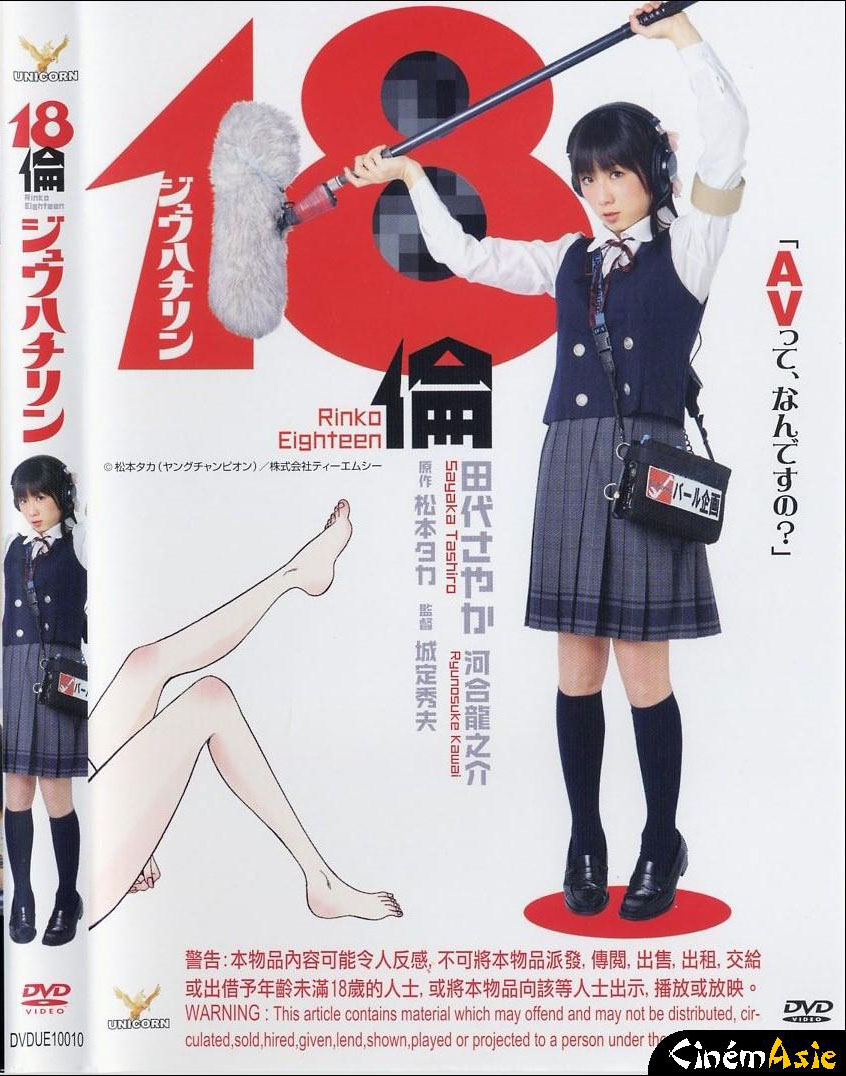 UNICORN
18倫
Rinko
Eighteen
ジュウハチリン
バール
DVD
VIDEO
DVDUE10010
18
ジュウハチリン
倫
Rinko
Eighteen
©松本タカ（ヤングチャンピオン）／株式会社ティーエムシー
「AVって、なんですの?」
バール企画
田代さやか
Sayaka Tashiro
河合龍之介
Ryunosuke Kawai
原作 松本タカ
監督 城定秀夫
警告:本物品內容可能令人反感, 不可將本物品派發, 傳閱, 出售, 出租, 交給
或出借予年齡未滿18歲的人士, 或將本物品向該等人士出示, 播放或放映。
WARNING : This article contains material which may offend and may not be distributed, cir-
culated,sold,hired,given,lend,shown,played or projected to a person under the
UNICORN
DVD
VIDEO
CinémAsie